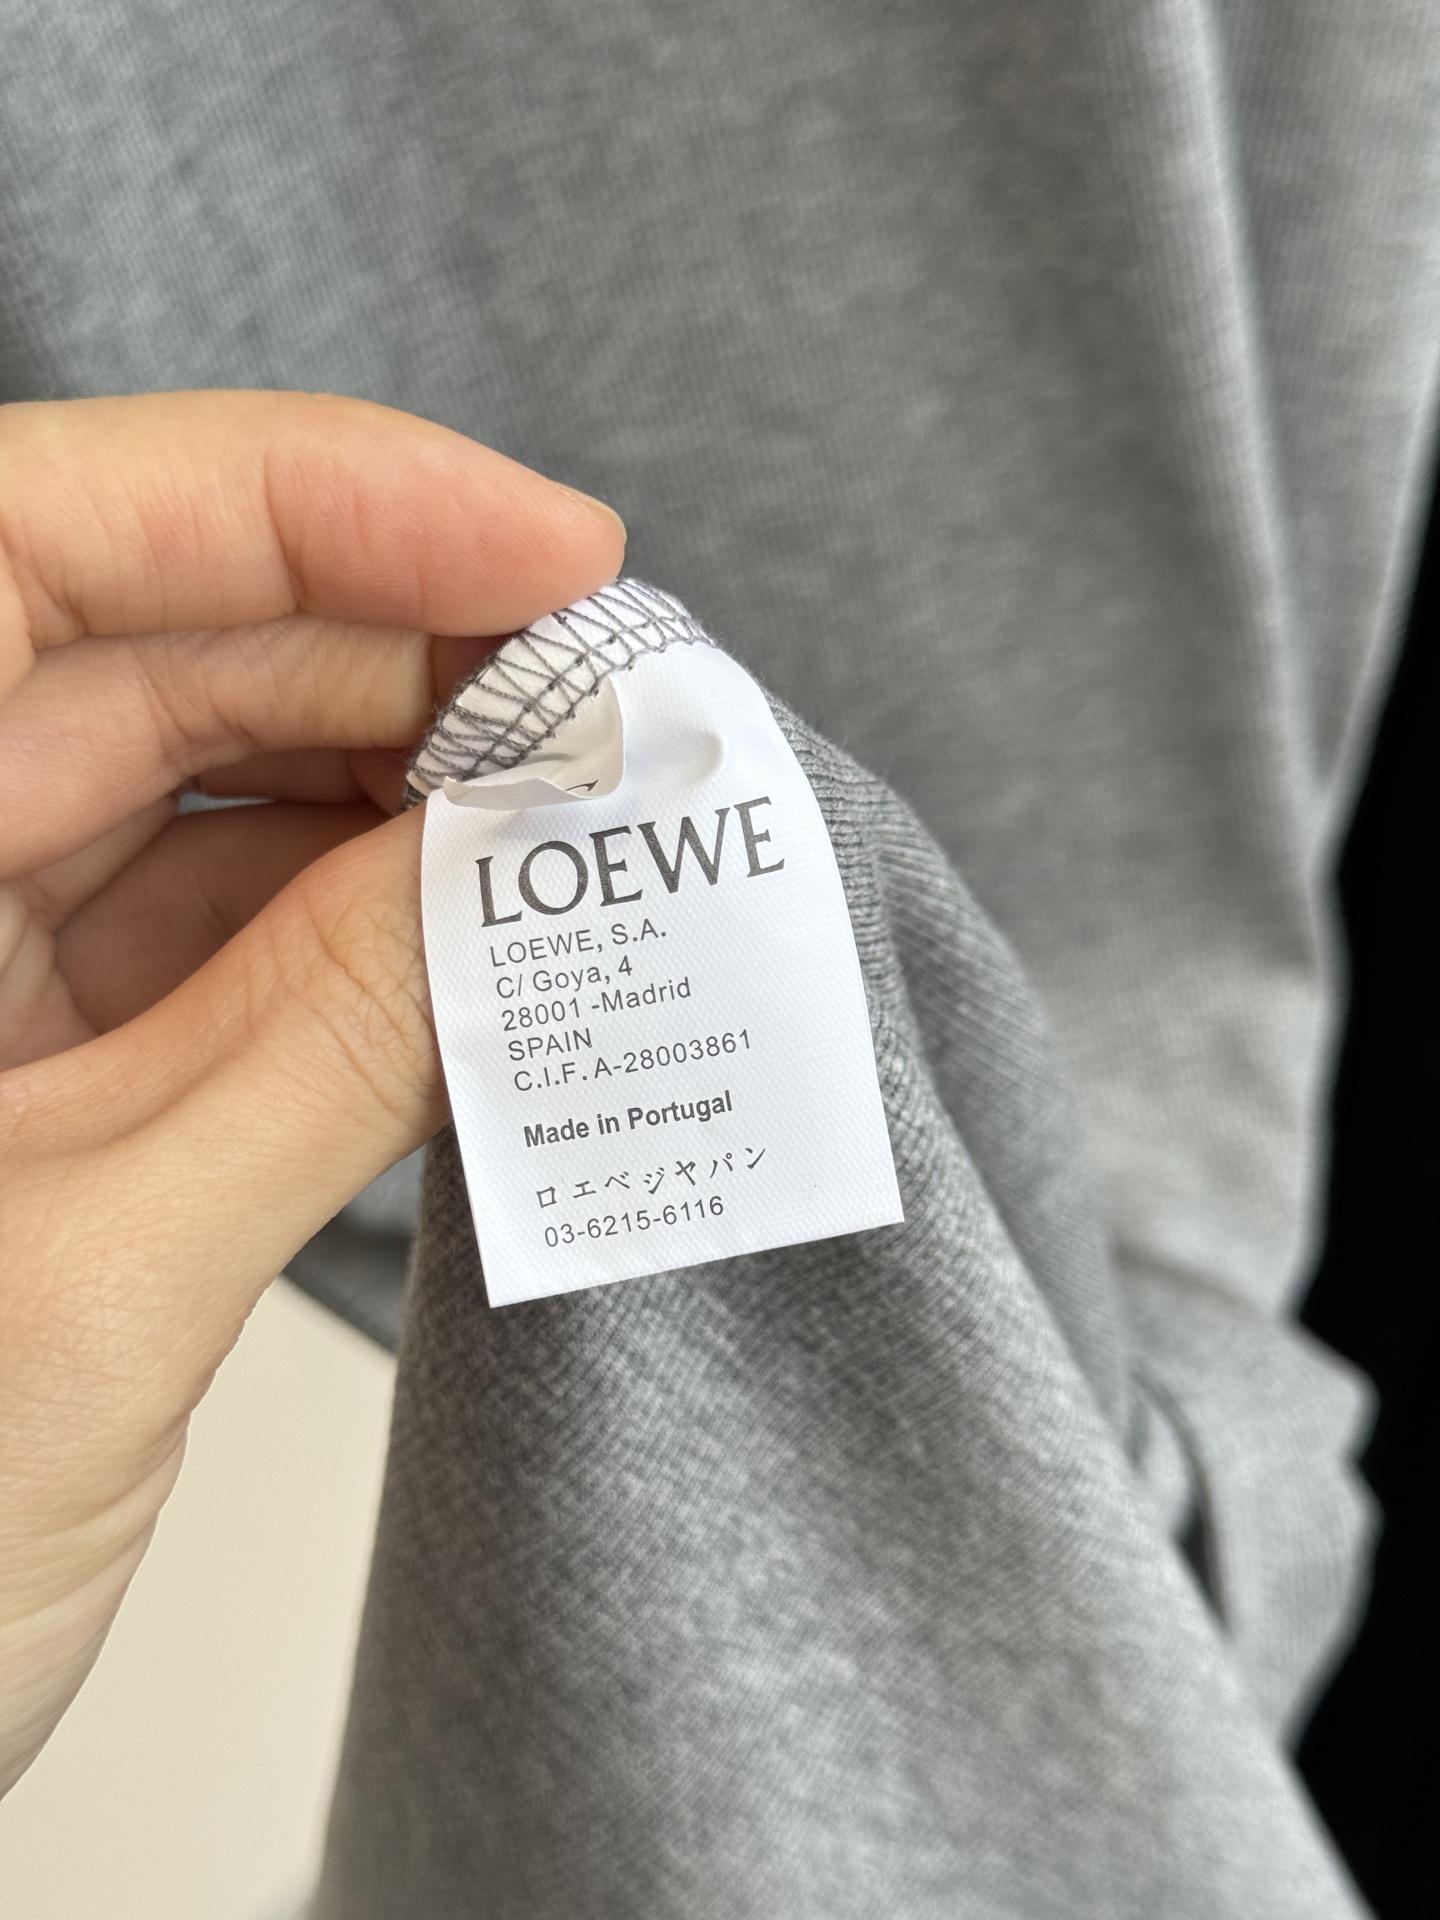 LOEWE
LOEWE, S.A.
C/ Goya, 4
28001 -Madrid
SPAIN
C.I.F. A-28003861
Made in Portugal
ロエベジャパン
03-6215-6116